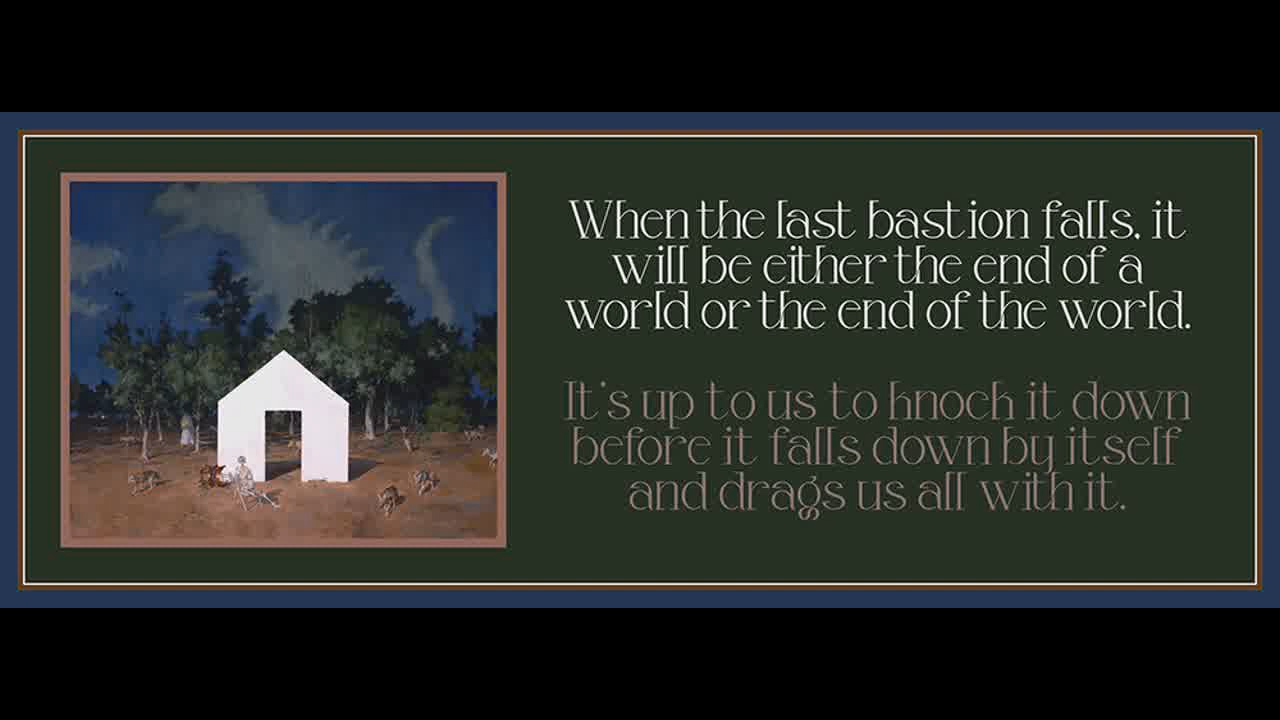 When the last bastion falls, it
will be either the end of a
world or the end of the world.
It's up to us to knock it down
before it falls down by itself
and drags us all with it.